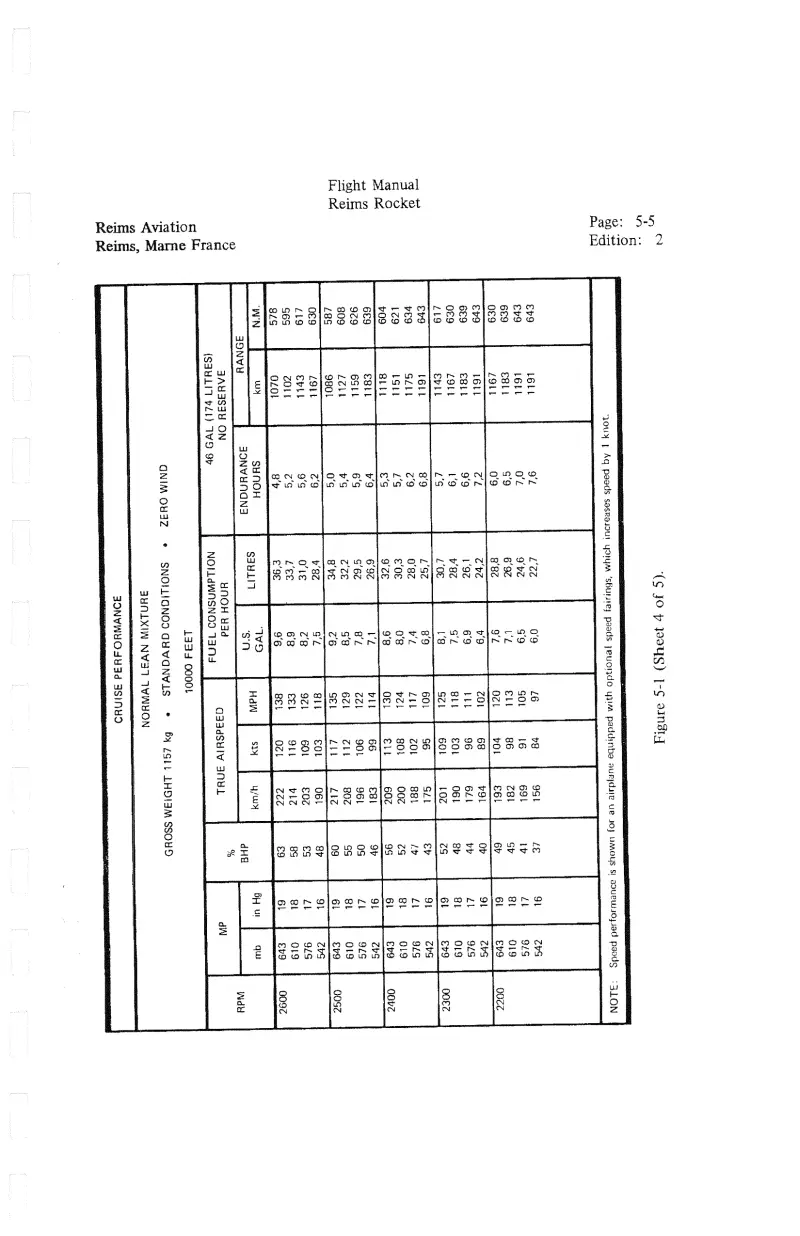 Flight Manual
Reims Rocket
Reims Aviation
Reims, Marne France
Page: 5-5
Edition: 2
CRUISE PERFORMANCE
NORMAL LEAN MIXTURE
GROSS WEIGHT 1157 kg • STANDARD CONDITIONS • ZERO WIND
10000 FEET
RPM MP % BHP TRUE AIRSPEED FUEL CONSUMPTION PER HOUR 46 GAL (174 LITRES) NO RESERVE
mb in Hg km/h kts MPH U.S. GAL. LITRES ENDURANCE HOURS RANGE km N.M.
2600 643 19 63 222 120 138 9,6 36,3 4,8 1070 578
610 18 58 214 116 133 8,9 33,7 5,2 1102 595
576 17 53 203 109 126 8,2 31,0 5,6 1143 617
542 16 48 190 103 118 7,5 28,4 6,2 1167 630
2500 643 19 60 217 117 135 9,2 34,8 5,0 1086 587
610 18 55 208 112 129 8,5 32,2 5,4 1127 608
576 17 50 196 106 122 7,8 29,5 5,9 1159 626
542 16 46 183 99 114 7,1 26,9 6,4 1183 639
2400 643 19 56 209 113 130 8,6 32,6 5,3 1118 604
610 18 52 200 108 124 8,0 30,3 5,7 1151 621
576 17 47 188 102 117 7,4 28,0 6,2 1175 634
542 16 43 175 95 109 6,8 25,7 6,8 1191 643
2300 643 19 52 201 109 125 8,1 30,7 5,7 1143 617
610 18 48 190 103 118 7,5 28,4 6,1 1167 630
576 17 44 179 96 111 6,9 26,1 6,6 1183 639
542 16 40 164 89 102 6,4 24,2 7,2 1191 643
2200 643 19 49 193 104 120 7,6 28,8 6,0 1167 630
610 18 45 182 98 113 7,1 26,9 6,5 1183 639
576 17 41 169 91 105 6,5 24,6 7,0 1191 643
542 16 37 156 84 97 6,0 22,7 7,6 1191 643
NOTE: Speed performance is shown for an airplane equipped with optional speed fairings, which increases speed by 1 knot.
Figure 5-1 (Sheet 4 of 5).